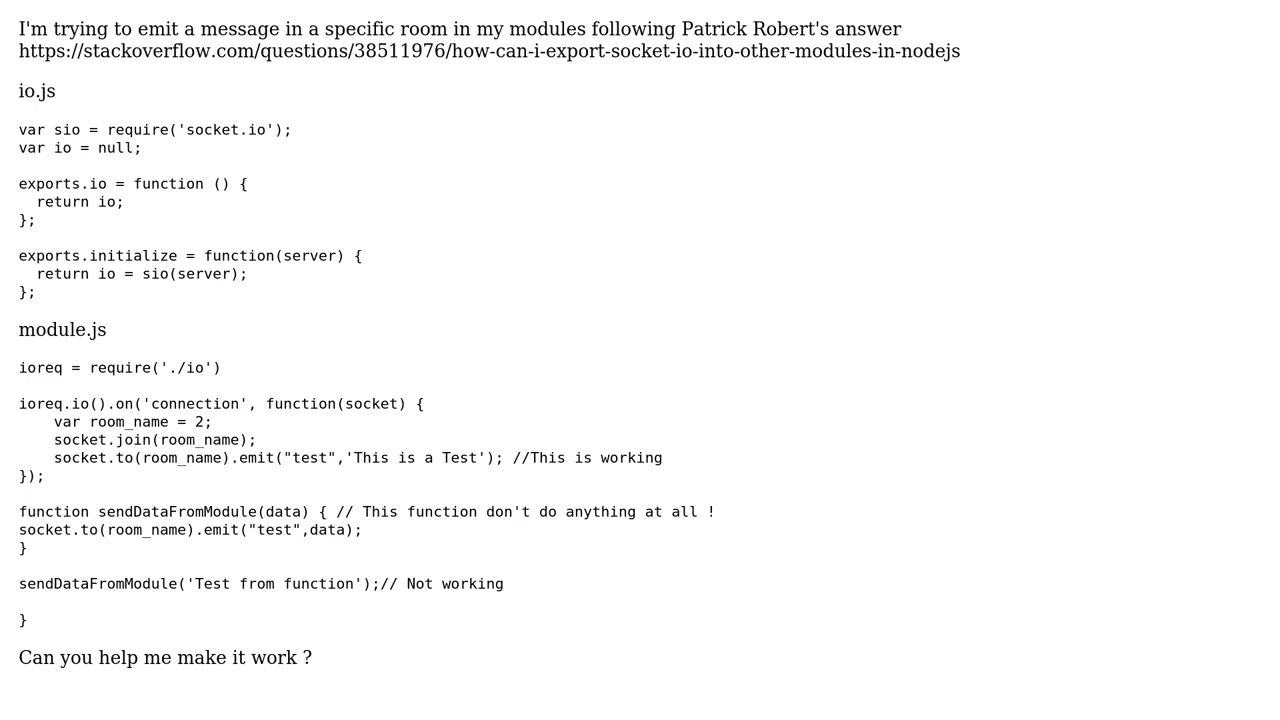 I'm trying to emit a message in a specific room in my modules following Patrick Robert's answer
https://stackoverflow.com/questions/38511976/how-can-i-export-socket-io-into-other-modules-in-nodejs
io.js
var sio = require('socket.io');
var io = null;
exports.io = function () {
  return io;
};
exports.initialize = function(server) {
  return io = sio(server);
};
module.js
ioreq = require('./io')
ioreq.io().on('connection', function(socket) {
    var room_name = 2;
    socket.join(room_name);
    socket.to(room_name).emit("test",'This is a Test'); //This is working
});
function sendDataFromModule(data) { // This function don't do anything at all !
socket.to(room_name).emit("test",data);
}
sendDataFromModule('Test from function');// Not working
}
Can you help me make it work ?